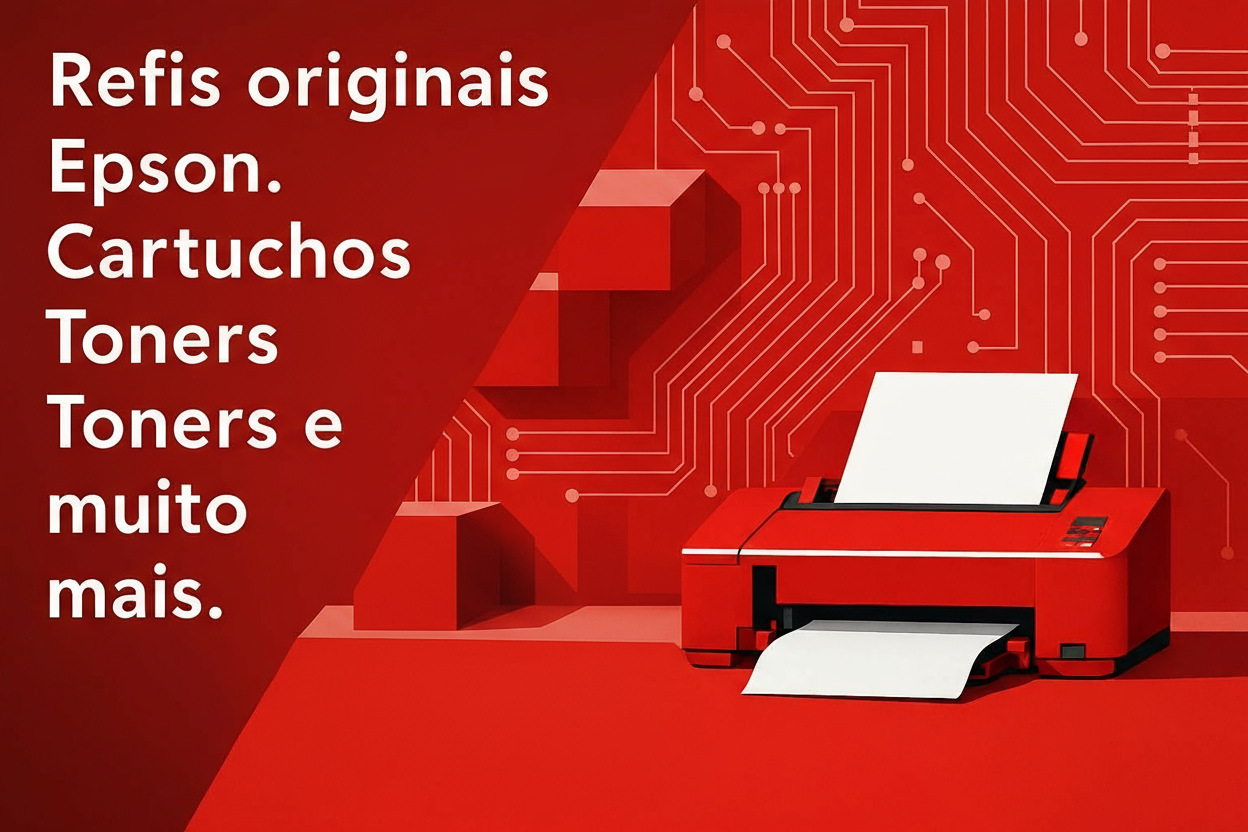 Refis originais
Epson.
Cartuchos
Toners
Toners e
muito
mais.